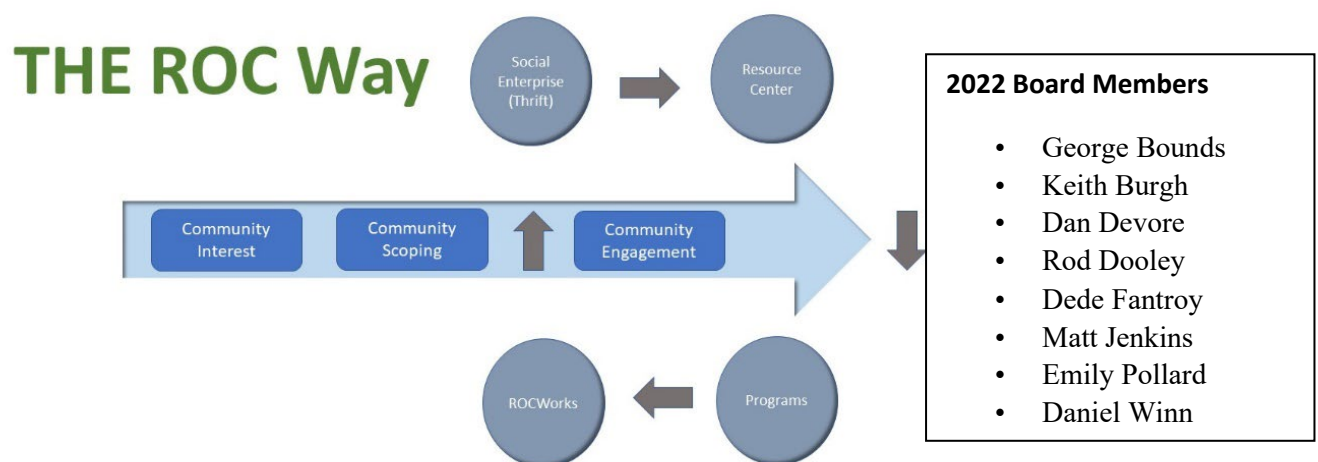 THE ROC Way
Social
Enterprise
(Thrift)
Resource
Center
Community
Interest
Community
Scoping
Community
Engagement
ROCWorks
Programs
2022 Board Members
• George Bounds
• Keith Burgh
• Dan Devore
• Rod Dooley
• Dede Fantroy
• Matt Jenkins
• Emily Pollard
• Daniel Winn